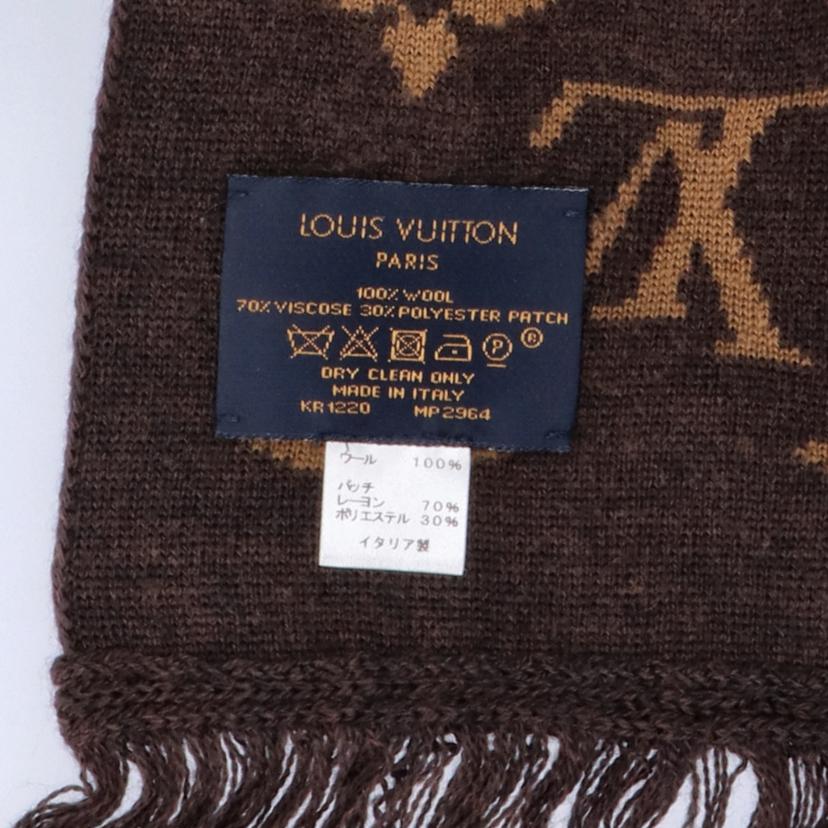 LOUIS VUITTON
PARIS
100% WOOL
70% VISCOSE 30% POLYESTER PATCH
P ®
DRY CLEAN ONLY
MADE IN ITALY
KR1220 MP2964
ウール 100%
パッチ
レーヨン 70%
ポリエステル 30%
イタリア製